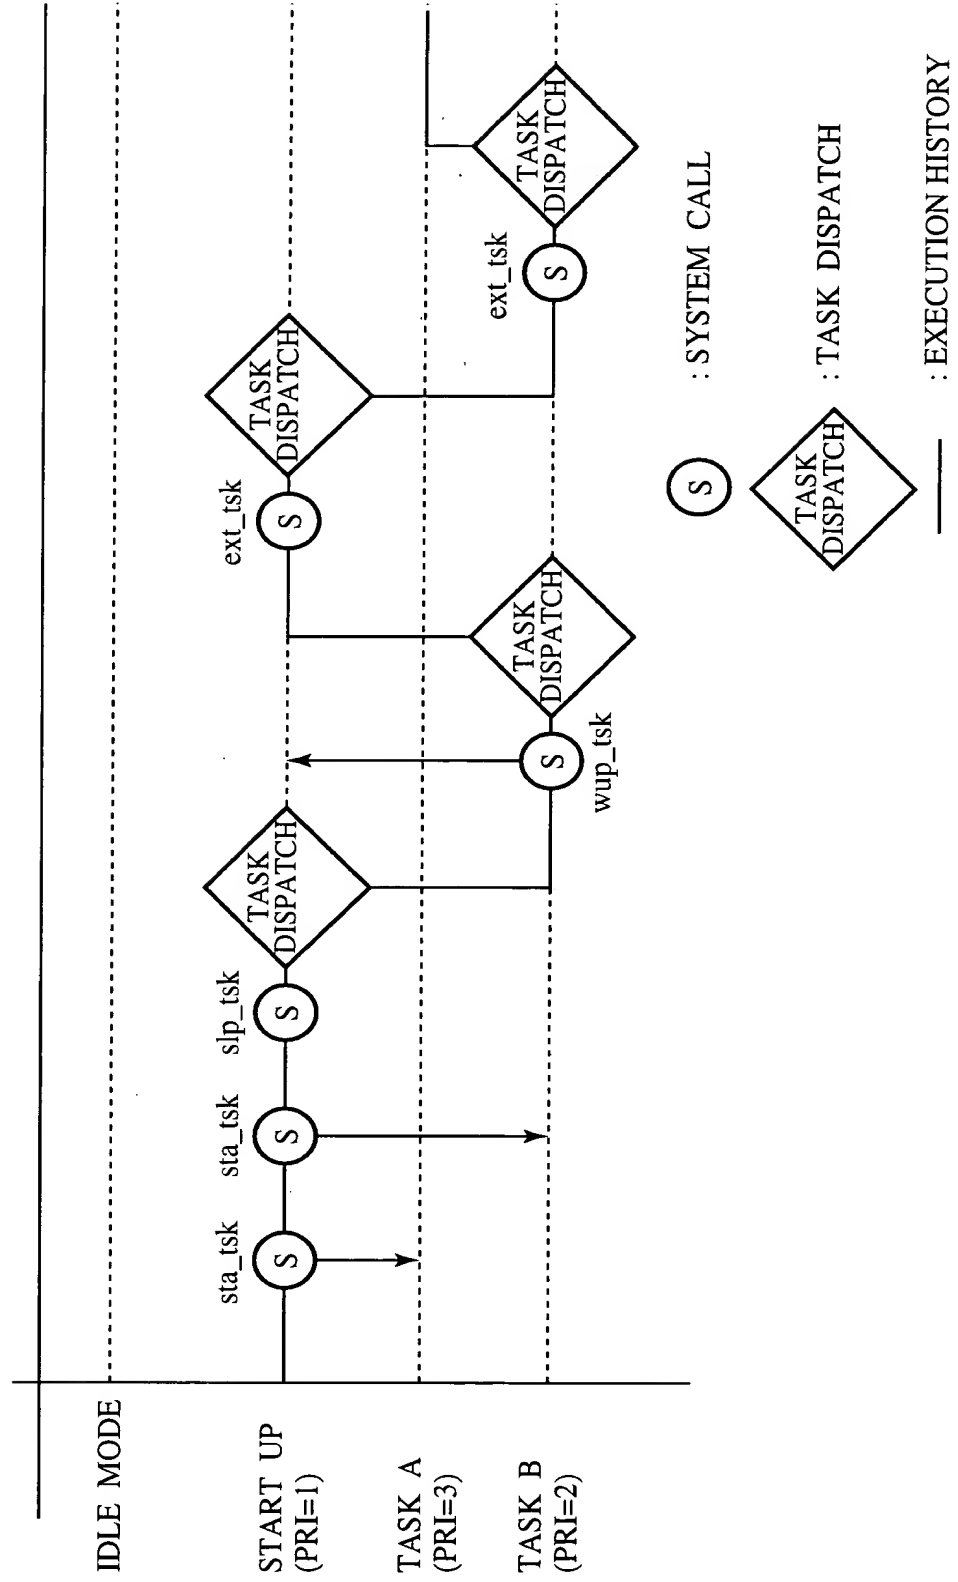 IDLE MODE
START UP
(PRI=1)
sta_tsk
S
sta_tsk
S
slp_tsk
S
TASK
DISPATCH
ext_tsk
S
TASK
DISPATCH
TASK A
(PRI=3)
TASK B
(PRI=2)
S
wup_tsk
TASK
DISPATCH
ext_tsk
S
TASK
DISPATCH
S
: SYSTEM CALL
TASK
DISPATCH
: TASK DISPATCH
: EXECUTION HISTORY